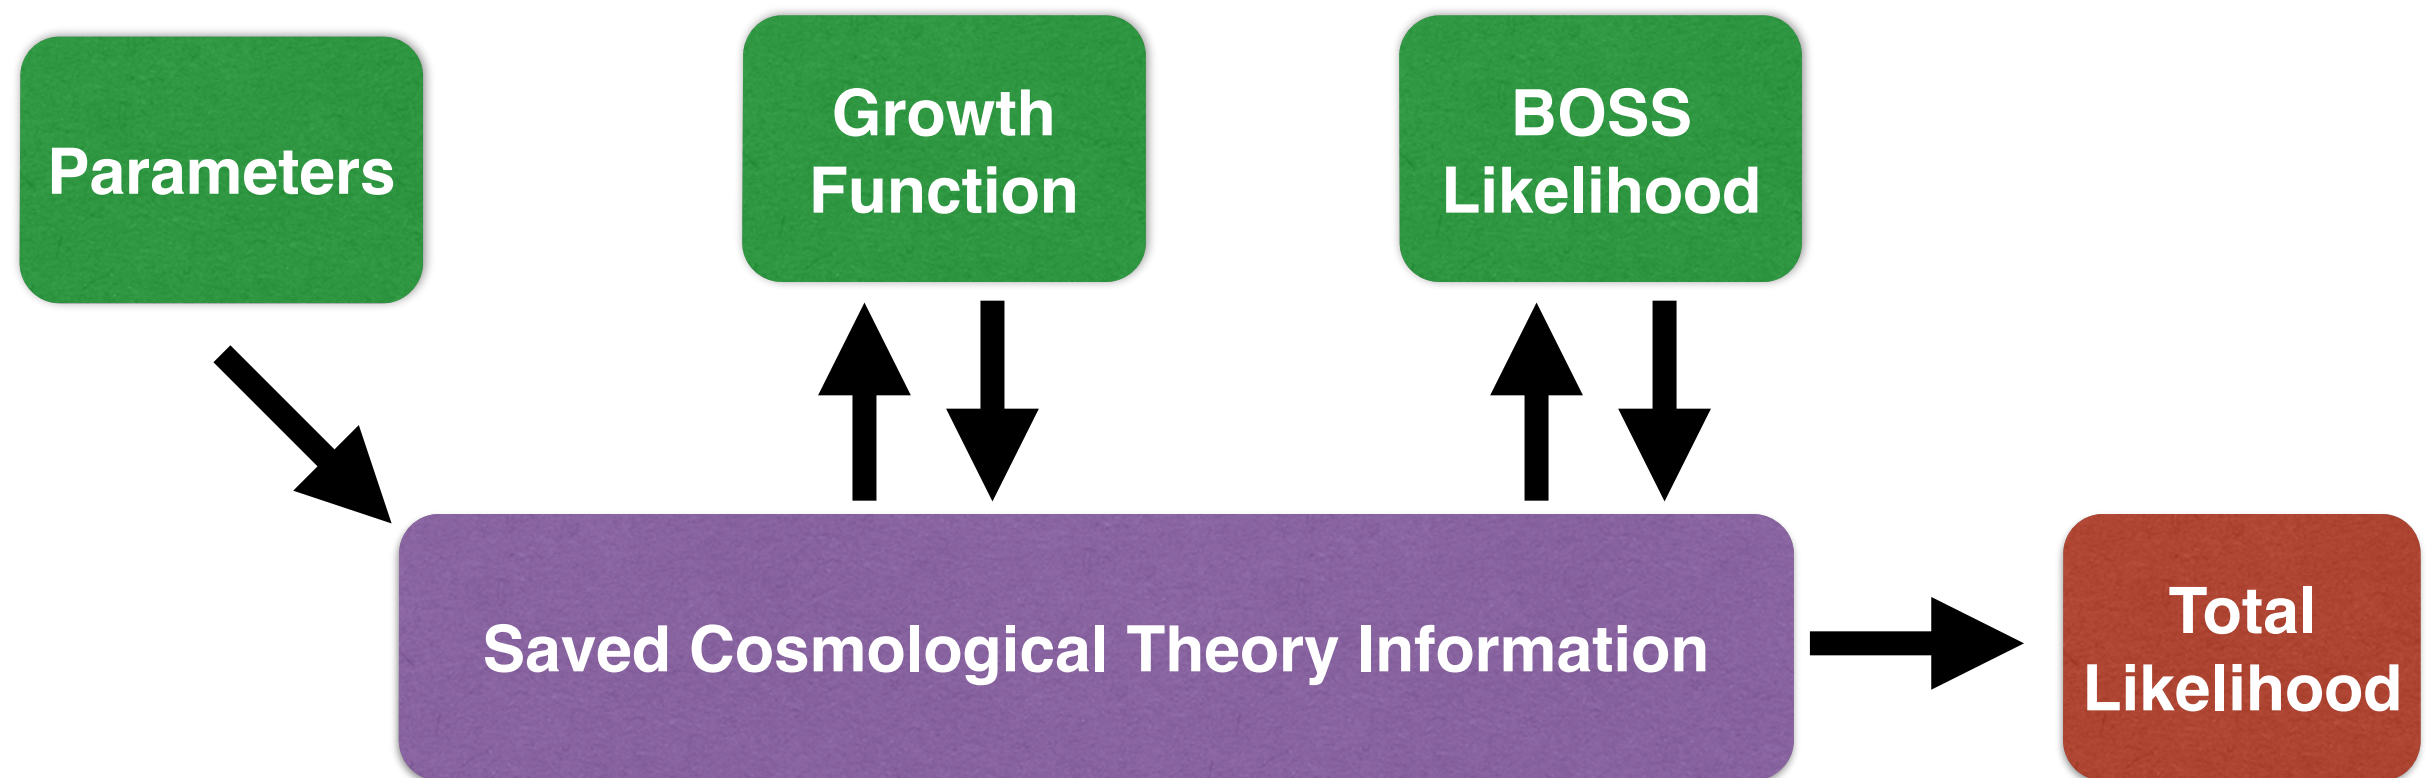 Parameters
Growth
Function
BOSS
Likelihood
Saved Cosmological Theory Information
Total
Likelihood